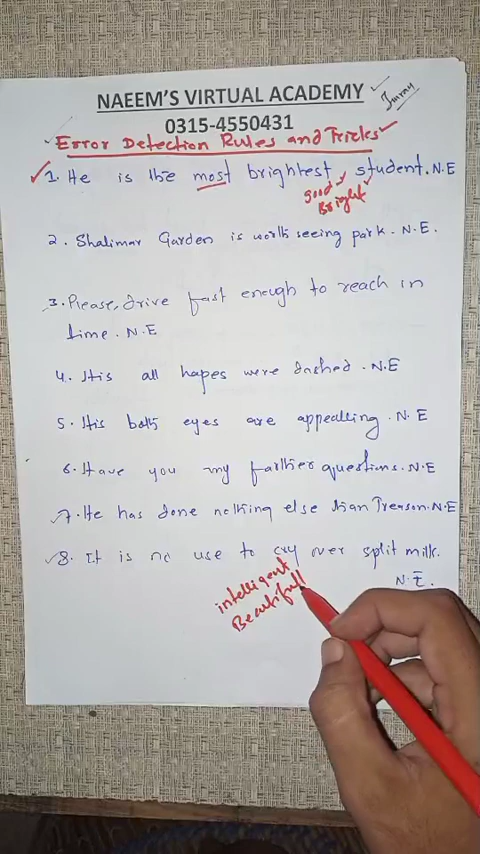 NAEEM'S VIRTUAL ACADEMY
0315-4550431
Error Detection Rules and Tricks
1. He is the most brightest student. N.E
good
Bright
2. Shalimar Garden is worth seeing park. N.E.
3. Please, drive fast enough to reach in
time. N.E
4. His all hopes were dashed. N.E
5. His both eyes are appealling. N.E
6. Have you my farther questions. N.E
7. He has done nothing else than Treason. N.E
8. It is no use to cry over split milk.
N.E.
intelligent
Beautifull